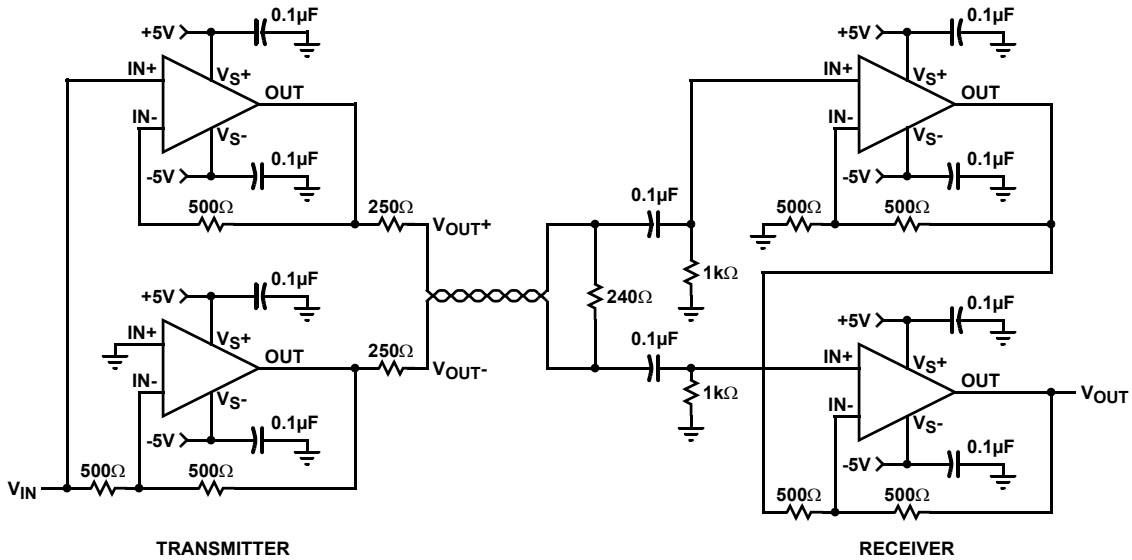 +5V
0.1µF
IN+
VS+
OUT
IN-
VS-
-5V
0.1µF
500Ω
250Ω
VOUT+
+5V
0.1µF
IN+
VS+
OUT
IN-
VS-
250Ω
VOUT-
-5V
0.1µF
VIN
500Ω
500Ω
TRANSMITTER
0.1µF
240Ω
1kΩ
0.1µF
1kΩ
+5V
0.1µF
IN+
VS+
OUT
IN-
VS-
-5V
0.1µF
500Ω
500Ω
+5V
0.1µF
IN+
VS+
OUT
IN-
VS-
VOUT
-5V
0.1µF
500Ω
500Ω
RECEIVER